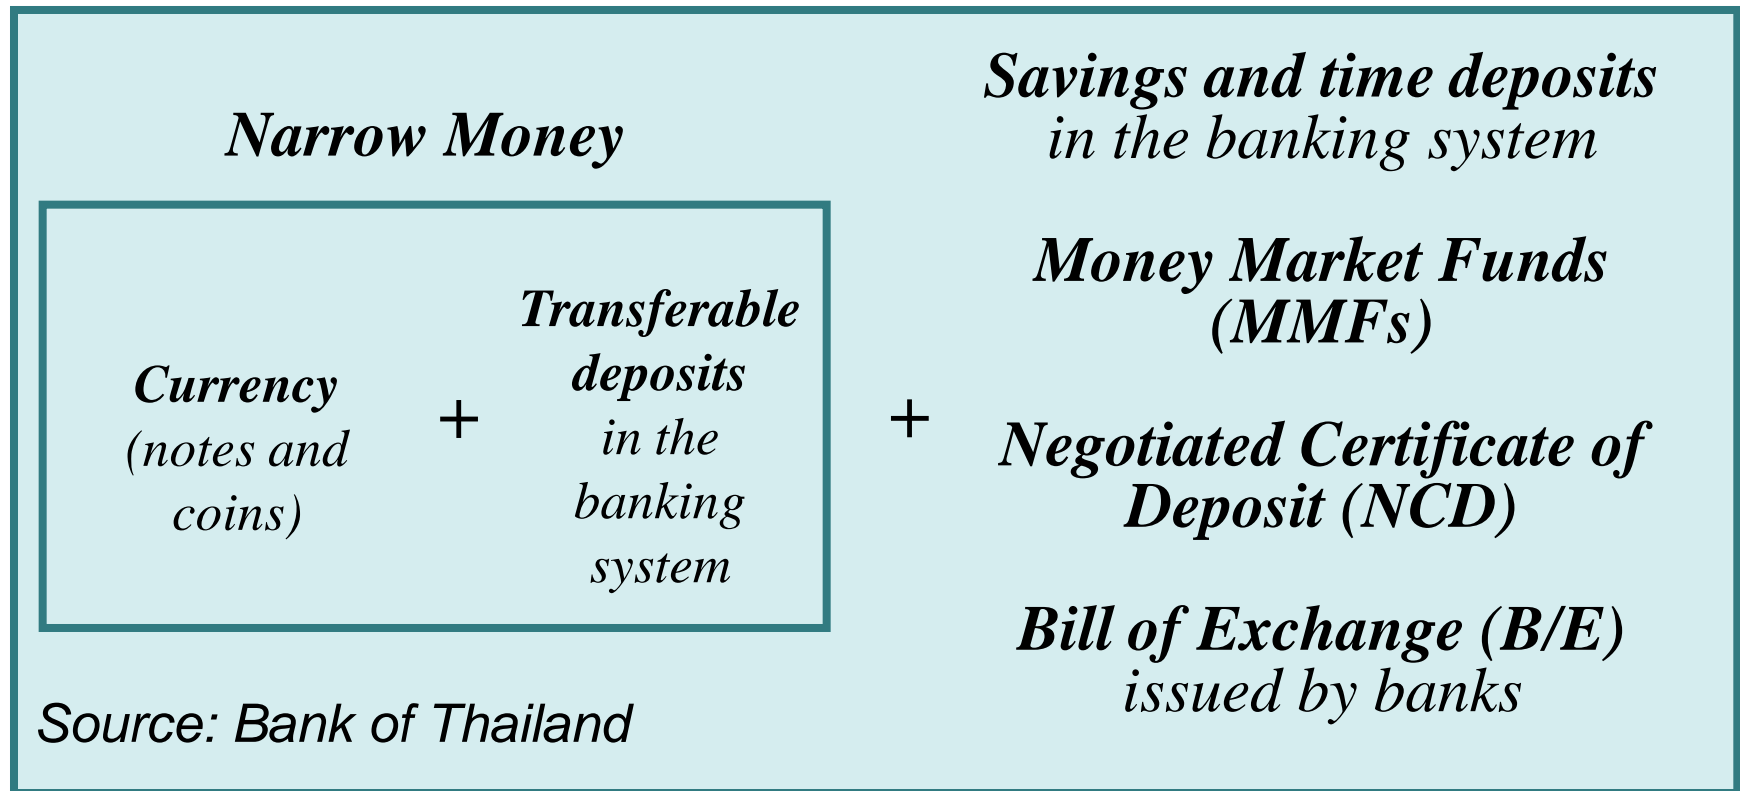 Narrow Money
Currency
(notes and
coins)
+
Transferable
deposits
in the
banking
system
+
Savings and time deposits
in the banking system
Money Market Funds
(MMFs)
Negotiated Certificate of
Deposit (NCD)
Bill of Exchange (B/E)
issued by banks
Source: Bank of Thailand